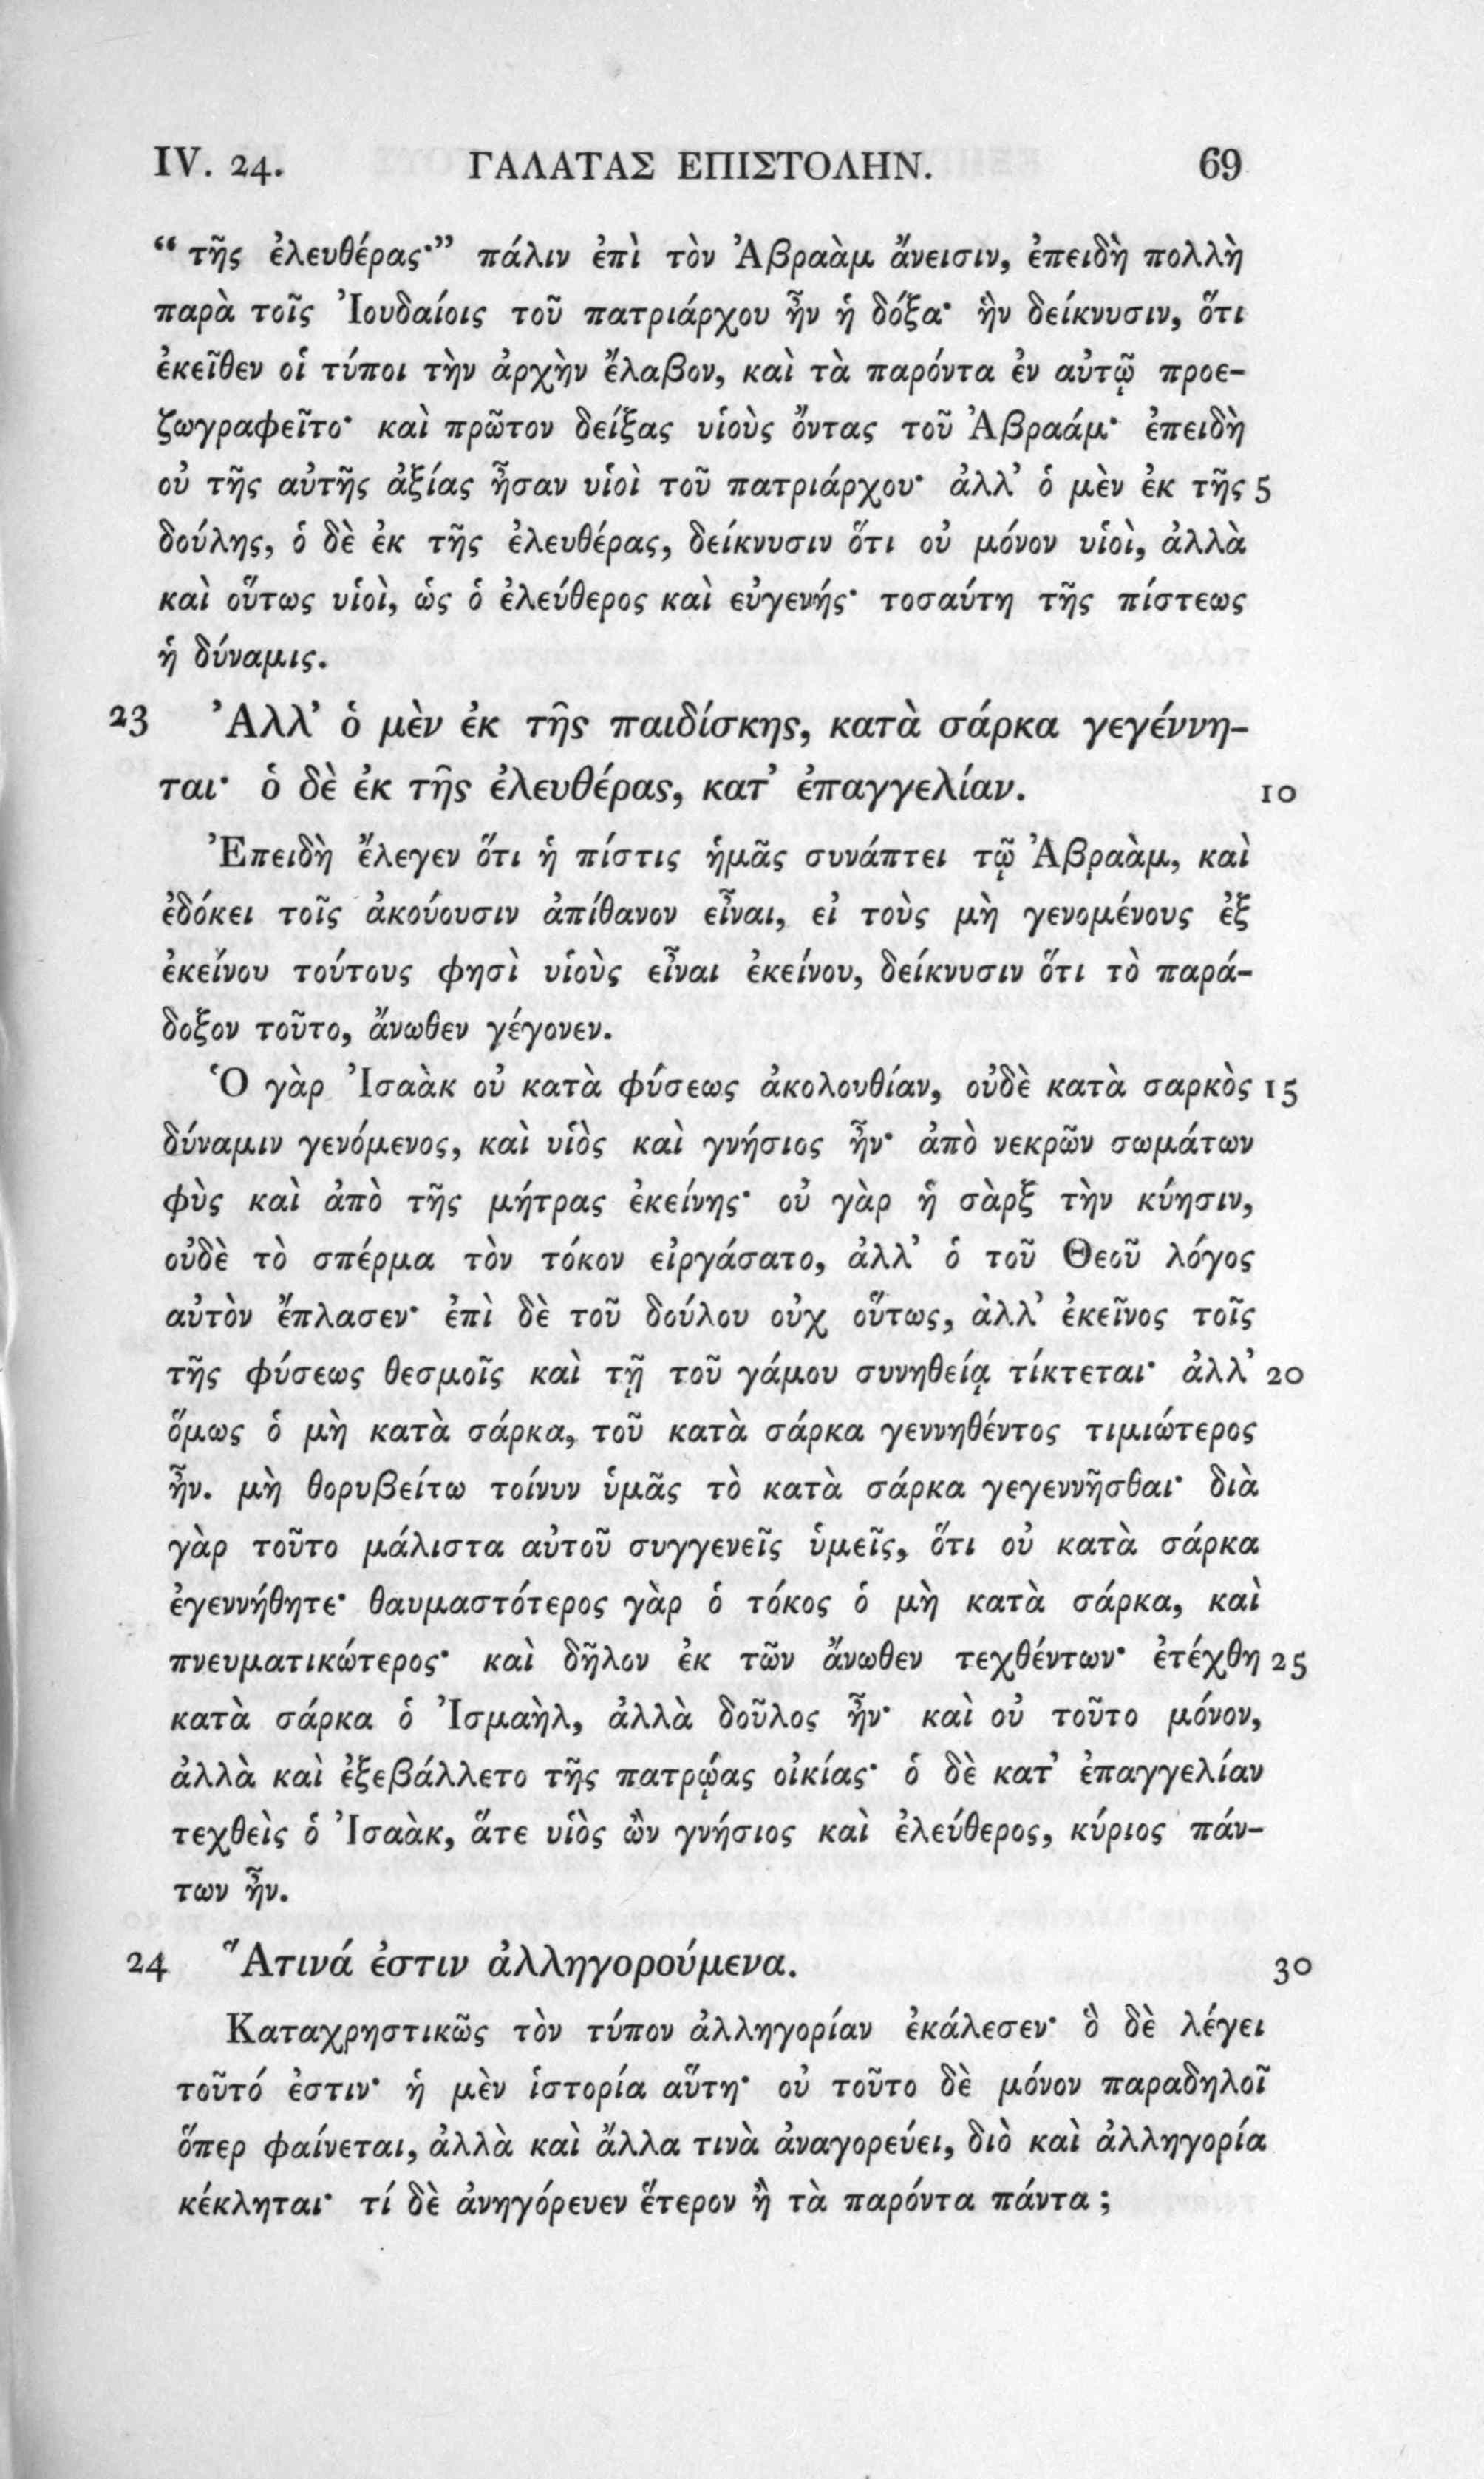 IV. 24. ΓΑΛΑΤΑΣ ΕΠΙΣΤΟΛΗΝ. 69
“ τῆς ἐλευθέρας·” πάλιν ἐπὶ τὸν Ἀβραὰμ ἄνεισιν, ἐπειδὴ πολλὴ
παρὰ τοῖς Ἰουδαίοις τοῦ πατριάρχου ἦν ἡ δόξα· ἣν δείκνυσιν, ὅτι
ἐκεῖθεν οἱ τύποι τὴν ἀρχὴν ἔλαβον, καὶ τὰ παρόντα ἐν αὐτῷ προε-
ζωγραφεῖτο· καὶ πρῶτον δείξας υἱοὺς ὄντας τοῦ Ἀβραάμ· ἐπειδὴ
οὐ τῆς αὐτῆς ἀξίας ἦσαν υἱοὶ τοῦ πατριάρχου· ἀλλ’ ὁ μὲν ἐκ τῆς 5
δούλης, ὁ δὲ ἐκ τῆς ἐλευθέρας, δείκνυσιν ὅτι οὐ μόνον υἱοὶ, ἀλλὰ
καὶ οὕτως υἱοὶ, ὡς ὁ ἐλεύθερος καὶ εὐγενής· τοσαύτη τῆς πίστεως
ἡ δύναμις.
23 Ἀλλ’ ὁ μὲν ἐκ τῆς παιδίσκης, κατὰ σάρκα γεγέννη-
ται· ὁ δὲ ἐκ τῆς ἐλευθέρας, κατ’ ἐπαγγελίαν. 10
Ἐπειδὴ ἔλεγεν ὅτι ἡ πίστις ἡμᾶς συνάπτει τῷ Ἀβραὰμ, καὶ
ἐδόκει τοῖς ἀκούουσιν ἀπίθανον εἶναι, εἰ τοὺς μὴ γενομένους ἐξ
ἐκείνου τούτους φησὶ υἱοὺς εἶναι ἐκείνου, δείκνυσιν ὅτι τὸ παρά-
δοξον τοῦτο, ἄνωθεν γέγονεν.
Ὁ γὰρ Ἰσαὰκ οὐ κατὰ φύσεως ἀκολουθίαν, οὐδὲ κατὰ σαρκὸς 15
δύναμιν γενόμενος, καὶ υἱὸς καὶ γνήσιος ἦν· ἀπὸ νεκρῶν σωμάτων
φὺς καὶ ἀπὸ τῆς μήτρας ἐκείνης· οὐ γὰρ ἡ σὰρξ τὴν κύησιν,
οὐδὲ τὸ σπέρμα τὸν τόκον εἰργάσατο, ἀλλ’ ὁ τοῦ Θεοῦ λόγος
αὐτὸν ἔπλασεν· ἐπὶ δὲ τοῦ δούλου οὐχ οὕτως, ἀλλ’ ἐκεῖνος τοῖς
τῆς φύσεως θεσμοῖς καὶ τῇ τοῦ γάμου συνηθείᾳ τίκτεται· ἀλλ’ 20
ὅμως ὁ μὴ κατὰ σάρκα, τοῦ κατὰ σάρκα γεννηθέντος τιμιώτερος
ἦν. μὴ θορυβείτω τοίνυν ὑμᾶς τὸ κατὰ σάρκα γεγεννῆσθαι· διὰ
γὰρ τοῦτο μάλιστα αὐτοῦ συγγενεῖς ὑμεῖς, ὅτι οὐ κατὰ σάρκα
ἐγεννήθητε· θαυμαστότερος γὰρ ὁ τόκος ὁ μὴ κατὰ σάρκα, καὶ
πνευματικώτερος· καὶ δῆλον ἐκ τῶν ἄνωθεν τεχθέντων· ἐτέχθη 25
κατὰ σάρκα ὁ Ἰσμαὴλ, ἀλλὰ δοῦλος ἦν· καὶ οὐ τοῦτο μόνον,
ἀλλὰ καὶ ἐξεβάλλετο τῆς πατρῴας οἰκίας· ὁ δὲ κατ’ ἐπαγγελίαν
τεχθεὶς ὁ Ἰσαὰκ, ἅτε υἱὸς ὢν γνήσιος καὶ ἐλεύθερος, κύριος πάν-
των ἦν.
24 Ἅτινά ἐστιν ἀλληγορούμενα. 30
Καταχρηστικῶς τὸν τύπον ἀλληγορίαν ἐκάλεσεν· ὃ δὲ λέγει
τοῦτό ἐστιν· ἡ μὲν ἱστορία αὕτη· οὐ τοῦτο δὲ μόνον παραδηλοῖ
ὅπερ φαίνεται, ἀλλὰ καὶ ἄλλα τινὰ ἀναγορεύει, διὸ καὶ ἀλληγορία
κέκληται· τί δὲ ἀνηγόρευεν ἕτερον ἢ τὰ παρόντα πάντα ;